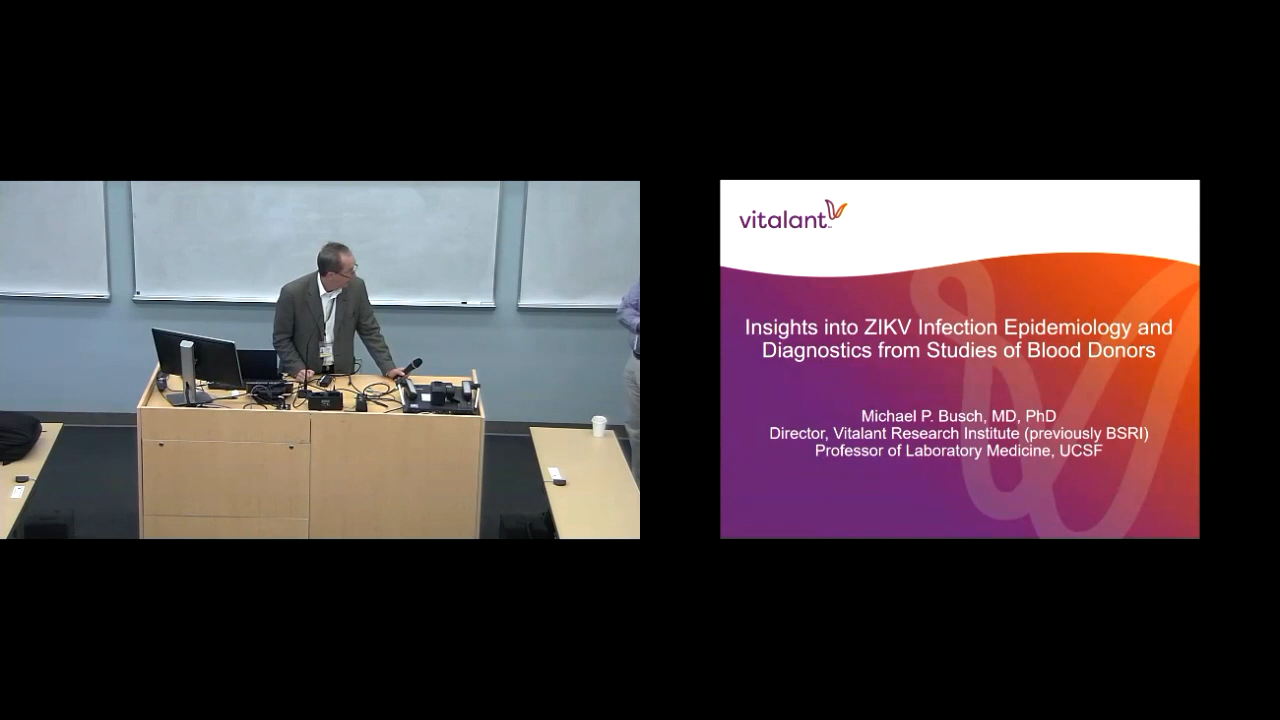 vitalant
Insights into ZIKV Infection Epidemiology and
Diagnostics from Studies of Blood Donors
Michael P. Busch, MD, PhD
Director, Vitalant Research Institute (previously BSRI)
Professor of Laboratory Medicine, UCSF